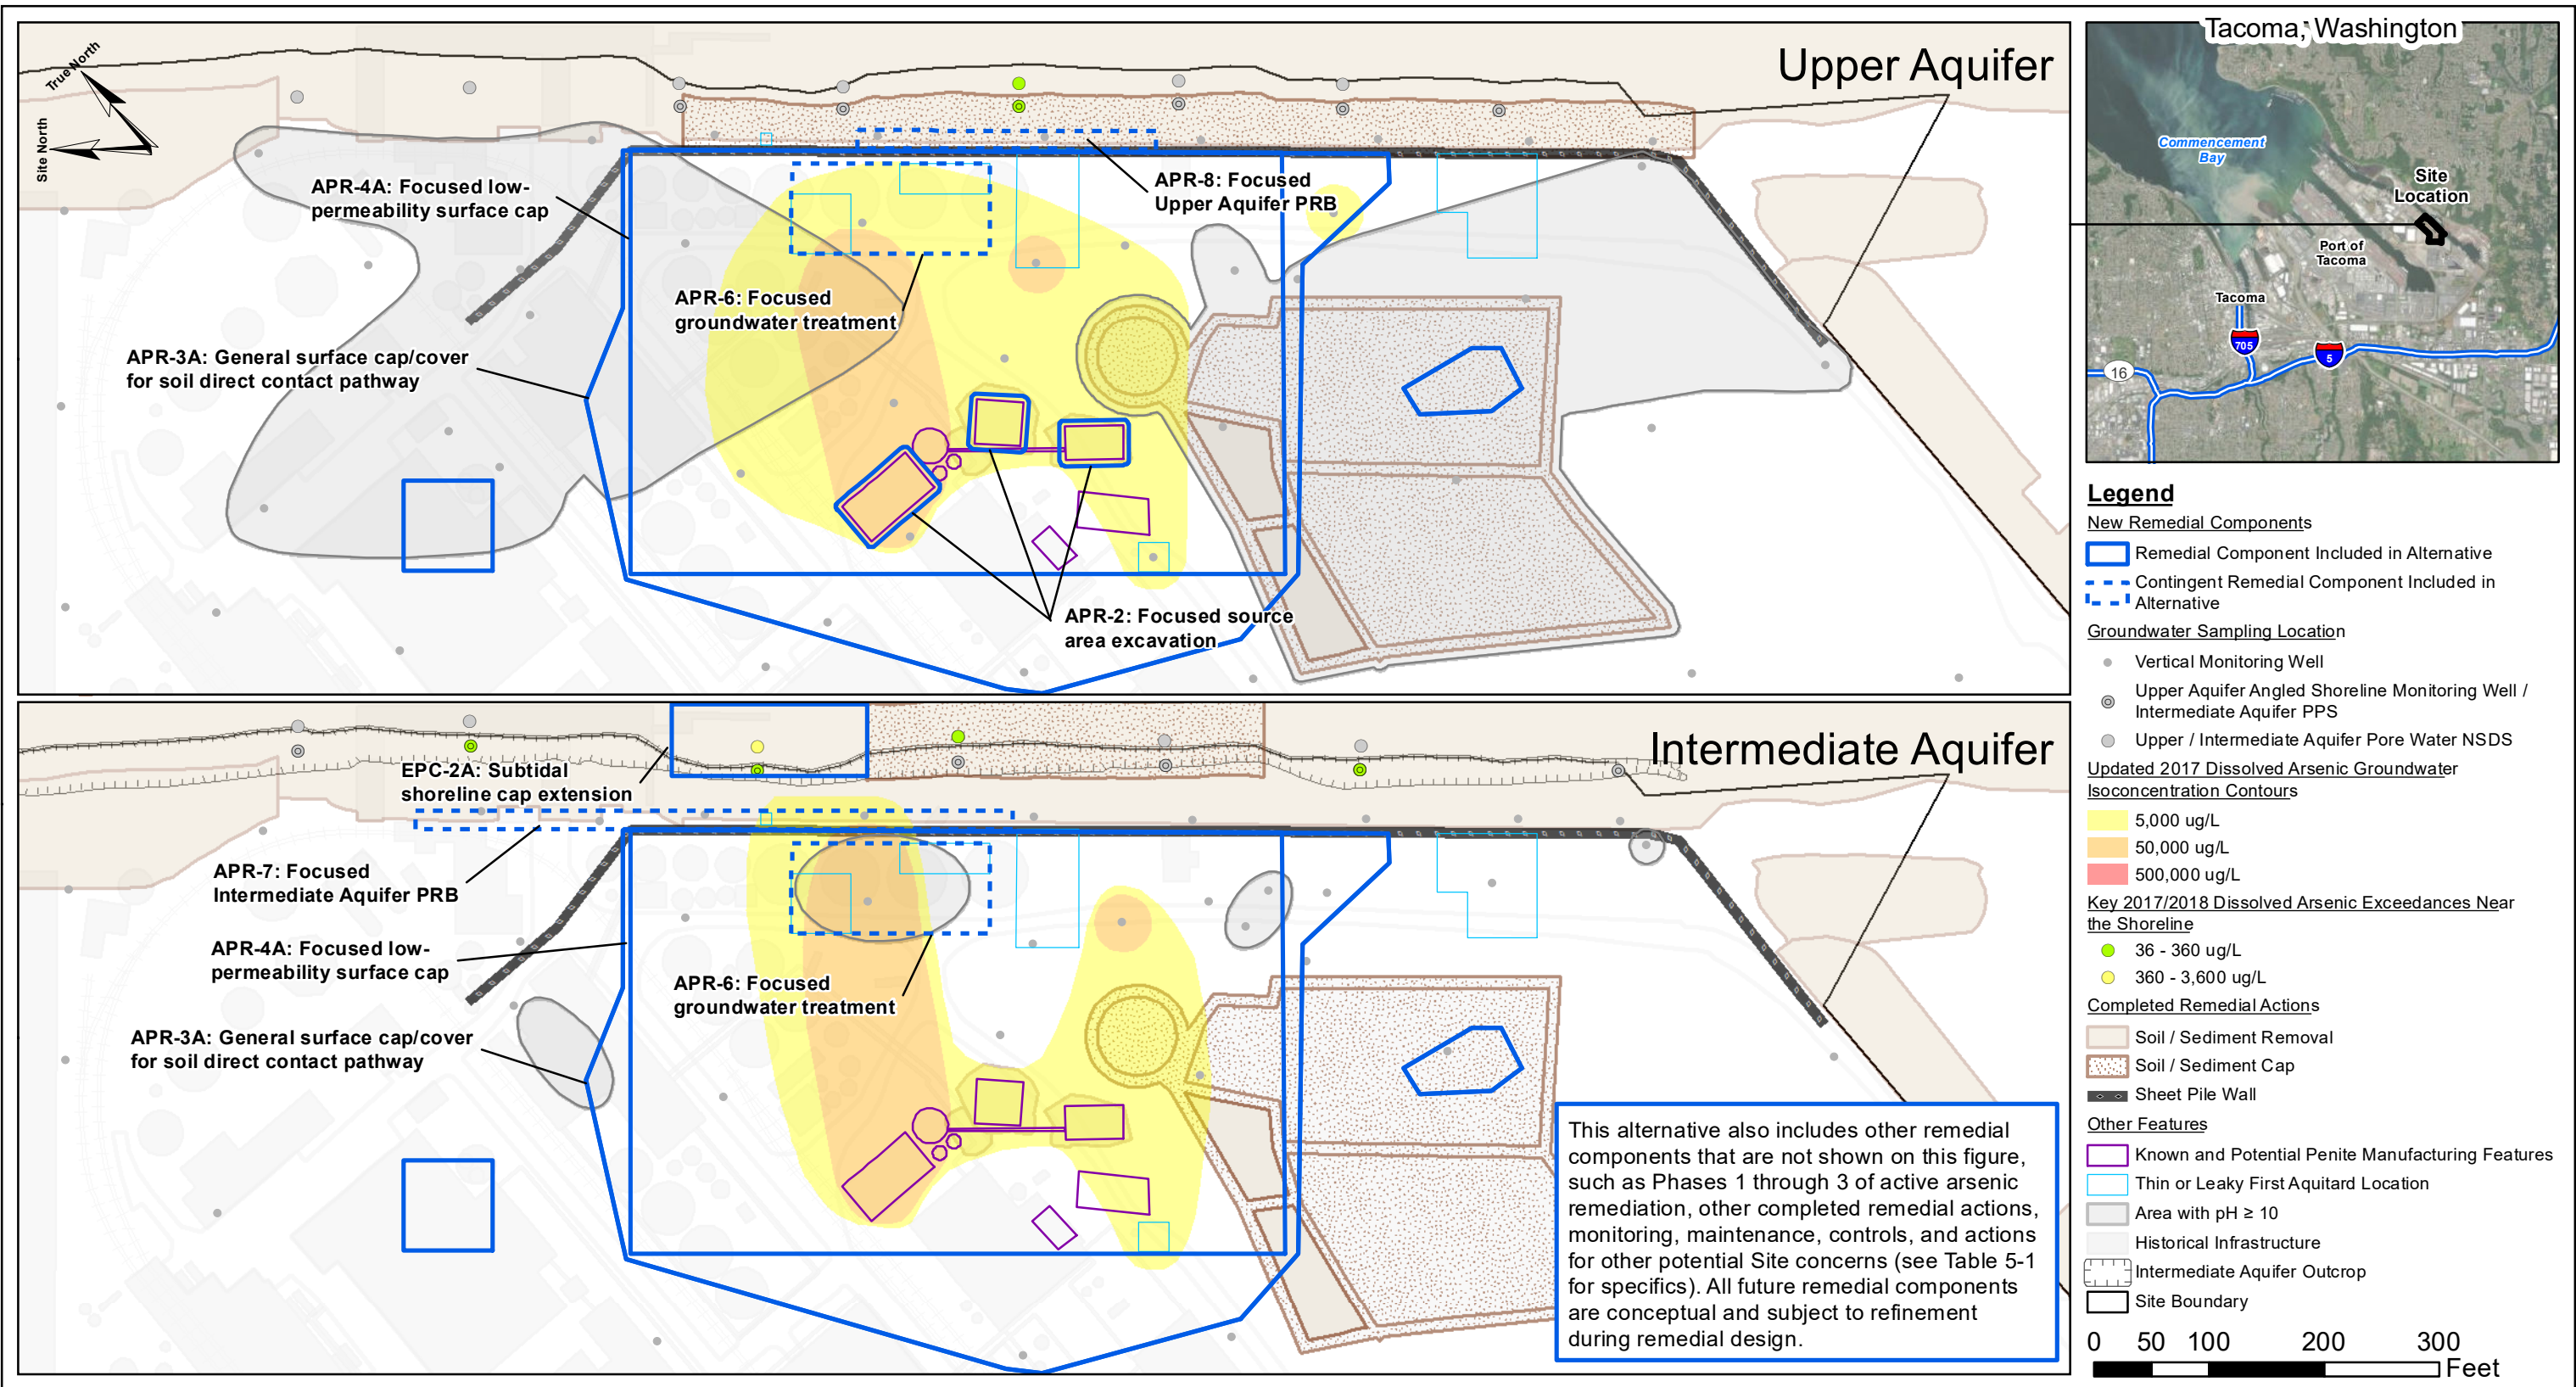 Upper Aquifer
True North
Site North
APR-4A: Focused low-
permeability surface cap
APR-8: Focused
Upper Aquifer PRB
APR-6: Focused
groundwater treatment
APR-3A: General surface cap/cover
for soil direct contact pathway
APR-2: Focused source
area excavation
Intermediate Aquifer
EPC-2A: Subtidal
shoreline cap extension
APR-7: Focused
Intermediate Aquifer PRB
APR-4A: Focused low-
permeability surface cap
APR-6: Focused
groundwater treatment
APR-3A: General surface cap/cover
for soil direct contact pathway
This alternative also includes other remedial
components that are not shown on this figure,
such as Phases 1 through 3 of active arsenic
remediation, other completed remedial actions,
monitoring, maintenance, controls, and actions
for other potential Site concerns (see Table 5-1
for specifics). All future remedial components
are conceptual and subject to refinement
during remedial design.
Tacoma, Washington
Commencement
Bay
Site
Location
Port of
Tacoma
Tacoma
705
5
16
Legend
New Remedial Components
Remedial Component Included in Alternative
Contingent Remedial Component Included in
Alternative
Groundwater Sampling Location
Vertical Monitoring Well
Upper Aquifer Angled Shoreline Monitoring Well /
Intermediate Aquifer PPS
Upper / Intermediate Aquifer Pore Water NSDS
Updated 2017 Dissolved Arsenic Groundwater
Isoconcentration Contours
5,000 ug/L
50,000 ug/L
500,000 ug/L
Key 2017/2018 Dissolved Arsenic Exceedances Near
the Shoreline
36 - 360 ug/L
360 - 3,600 ug/L
Completed Remedial Actions
Soil / Sediment Removal
Soil / Sediment Cap
Sheet Pile Wall
Other Features
Known and Potential Penite Manufacturing Features
Thin or Leaky First Aquitard Location
Area with pH ≥ 10
Historical Infrastructure
Intermediate Aquifer Outcrop
Site Boundary
0 50 100 200 300
Feet